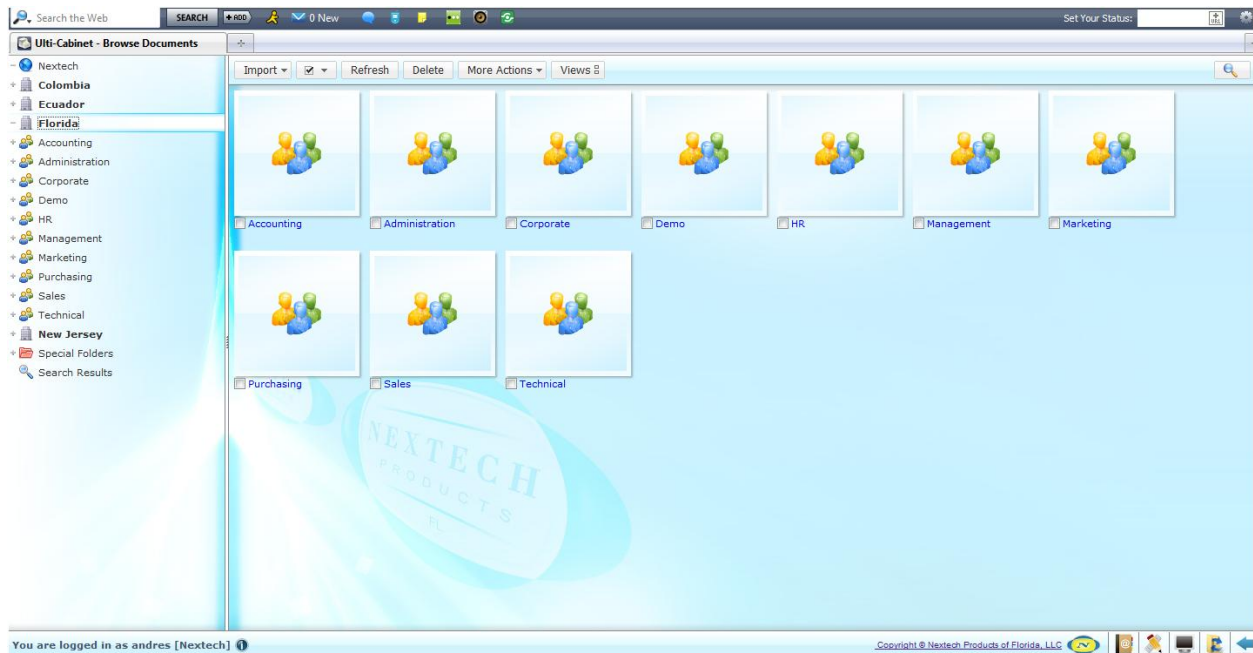 Search the Web SEARCH +ADD 0 New Set Your Status:
Ulti-Cabinet - Browse Documents
Nextech
Colombia
Ecuador
Florida
Accounting
Administration
Corporate
Demo
HR
Management
Marketing
Purchasing
Sales
Technical
New Jersey
Special Folders
Search Results
Import Refresh Delete More Actions Views
Accounting Administration Corporate Demo HR Management Marketing
Purchasing Sales Technical
NEXTECH
PRODUCTS
FL
You are logged in as andres [Nextech] Copyright © Nextech Products of Florida, LLC